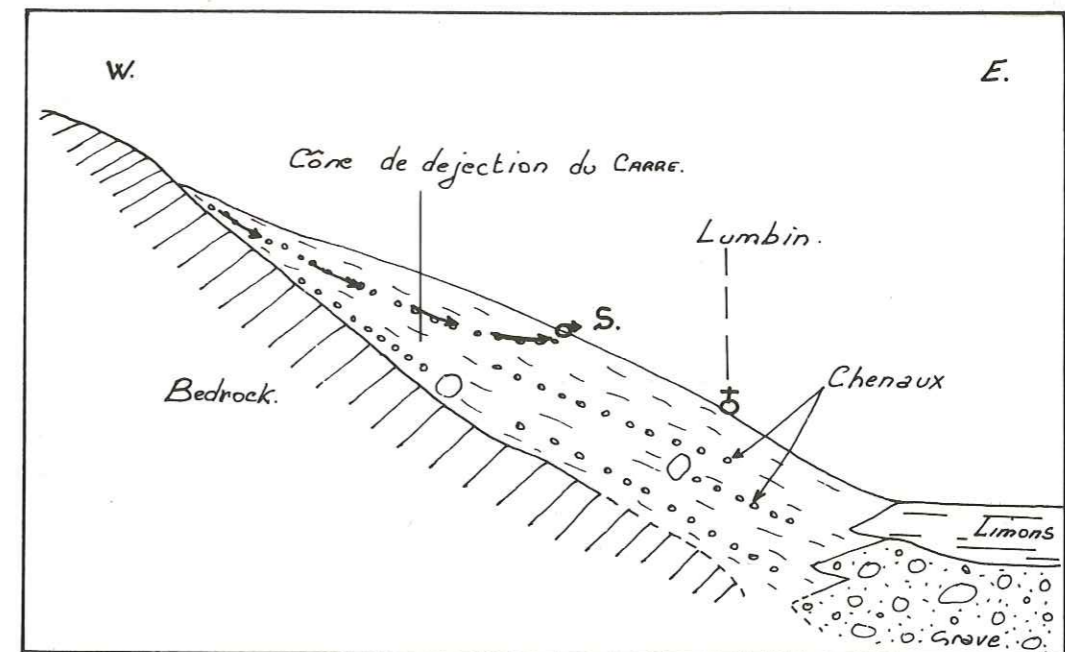 W.
E.
Cône de dejection du CARRE.
Lumbin.
S.
Chenaux
Bedrock.
Limons
Grave.